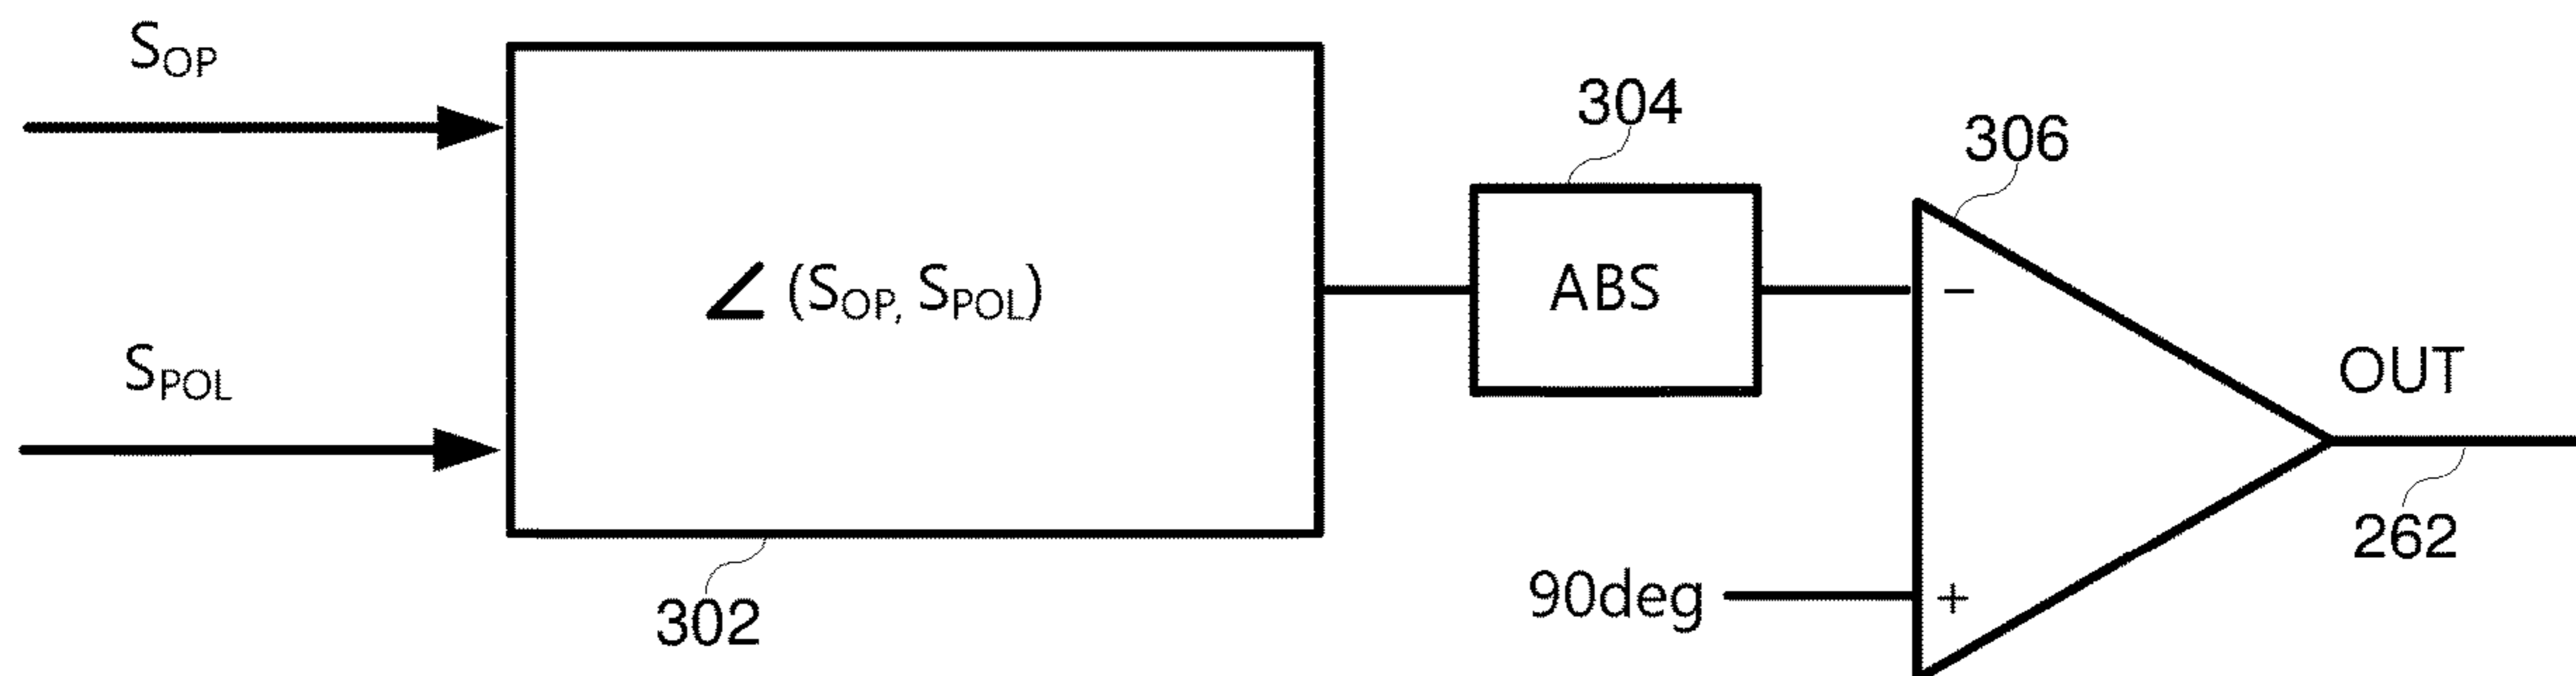 S_OP
304
306
∠ (S_OP, S_POL)
ABS
−
OUT
S_POL
262
90deg
+
302